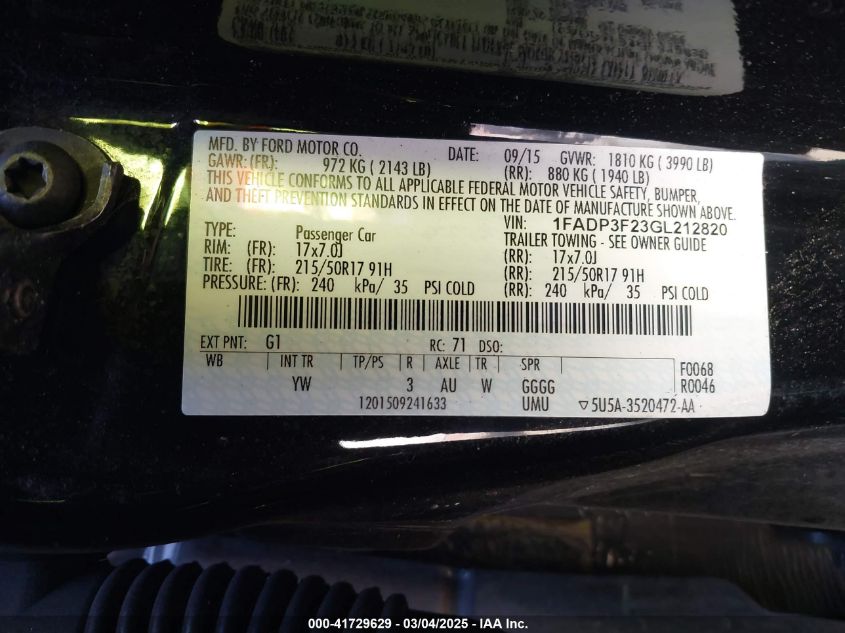 MFD. BY FORD MOTOR CO. DATE: 09/15 GVWR: 1810 KG ( 3990 LB)
GAWR: (FR): 972 KG ( 2143 LB) (RR): 880 KG ( 1940 LB)
THIS VEHICLE CONFORMS TO ALL APPLICABLE FEDERAL MOTOR VEHICLE SAFETY, BUMPER,
AND THEFT PREVENTION STANDARDS IN EFFECT ON THE DATE OF MANUFACTURE SHOWN ABOVE.
VIN: 1FADP3F23GL212820
TYPE: Passenger Car TRAILER TOWING - SEE OWNER GUIDE
RIM: (FR): 17x7.0J (RR): 17x7.0J
TIRE: (FR): 215/50R17 91H (RR): 215/50R17 91H
PRESSURE: (FR): 240 kPa/ 35 PSI COLD (RR): 240 kPa/ 35 PSI COLD
EXT PNT: G1 RC: 71 DSO:
WB INT TR TP/PS R AXLE TR SPR F0068
YW 3 AU W GGGG R0046
1201509241633 UMU ▽5U5A-3520472-AA
000-41729629 - 03/04/2025 - IAA Inc.